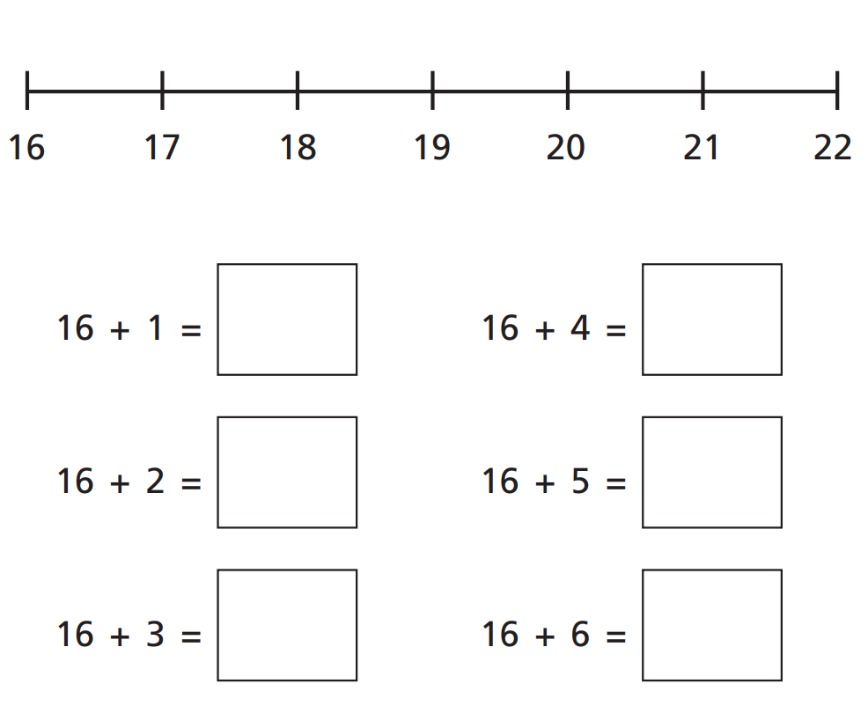 16 17 18 19 20 21 22
16 + 1 =
16 + 4 =
16 + 2 =
16 + 5 =
16 + 3 =
16 + 6 =